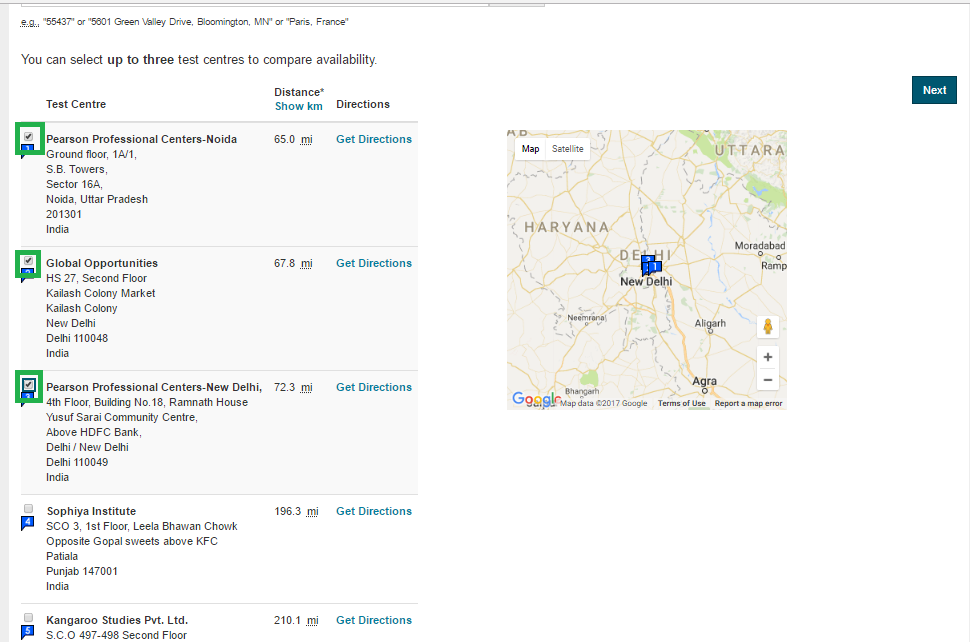 e.g., "55437" or "5601 Green Valley Drive, Bloomington, MN" or "Paris, France"
You can select up to three test centres to compare availability.
Next
Test Centre
Distance*
Show km
Directions
Pearson Professional Centers-Noida
65.0 mi
Get Directions
Ground floor, 1A/1,
S.B. Towers,
Sector 16A,
Noida, Uttar Pradesh
201301
India
Global Opportunities
67.8 mi
Get Directions
HS 27, Second Floor
Kailash Colony Market
Kailash Colony
New Delhi
Delhi 110048
India
Pearson Professional Centers-New Delhi,
72.3 mi
Get Directions
4th Floor, Building No.18, Ramnath House
Yusuf Sarai Community Centre,
Above HDFC Bank,
Delhi / New Delhi
Delhi 110049
India
4
Sophiya Institute
196.3 mi
Get Directions
SCO 3, 1st Floor, Leela Bhawan Chowk
Opposite Gopal sweets above KFC
Patiala
Punjab 147001
India
5
Kangaroo Studies Pvt. Ltd.
210.1 mi
Get Directions
S.C.O 497-498 Second Floor
Map
Satellite
UTTARA
HARYANA
Moradabad
DELHI
Ramp
3
1
New Delhi
Neemrana
Aligarh
+
−
Agra
Bhangarh
Google
Map data ©2017 Google
Terms of Use
Report a map error